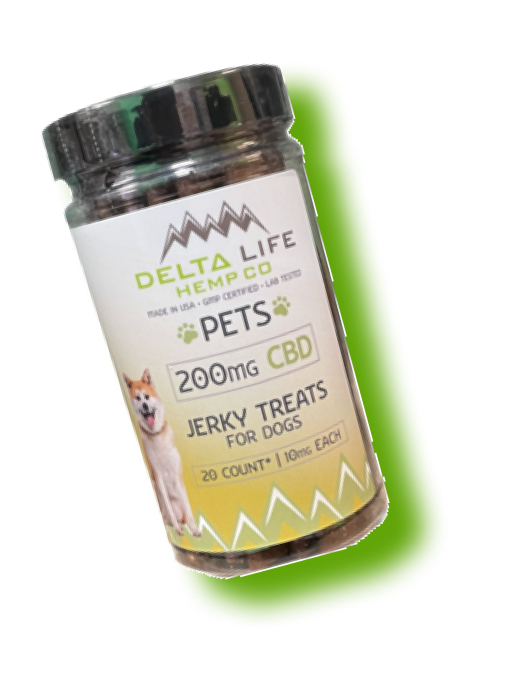 DELTA LIFE
HEMP CO
MADE IN USA • GMP CERTIFIED • LAB TESTED
PETS
200MG CBD
JERKY TREATS
FOR DOGS
20 COUNT* | 10MG EACH